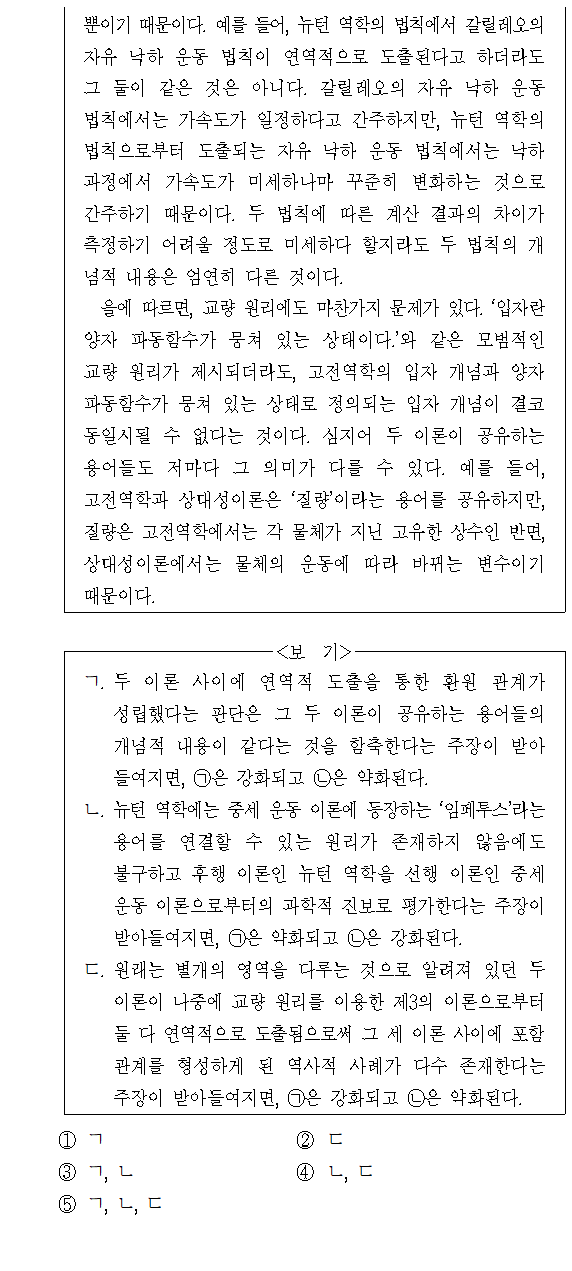 뿐이기 때문이다. 예를 들어, 뉴턴 역학의 법칙에서 갈릴레오의
자유 낙하 운동 법칙이 연역적으로 도출된다고 하더라도
그 둘이 같은 것은 아니다. 갈릴레오의 자유 낙하 운동
법칙에서는 가속도가 일정하다고 간주하지만, 뉴턴 역학의
법칙으로부터 도출되는 자유 낙하 운동 법칙에서는 낙하
과정에서 가속도가 미세하나마 꾸준히 변화하는 것으로
간주하기 때문이다. 두 법칙에 따른 계산 결과의 차이가
측정하기 어려울 정도로 미세하다 할지라도 두 법칙의 개
념적 내용은 엄연히 다른 것이다.
을에 따르면, 교량 원리에도 마찬가지 문제가 있다. ‘입자란
양자 파동함수가 뭉쳐 있는 상태이다.’와 같은 모범적인
교량 원리가 제시되더라도, 고전역학의 입자 개념과 양자
파동함수가 뭉쳐 있는 상태로 정의되는 입자 개념이 결코
동일시될 수 없다는 것이다. 심지어 두 이론이 공유하는
용어들도 저마다 그 의미가 다를 수 있다. 예를 들어,
고전역학과 상대성이론은 ‘질량’이라는 용어를 공유하지만,
질량은 고전역학에서는 각 물체가 지닌 고유한 상수인 반면,
상대성이론에서는 물체의 운동에 따라 바뀌는 변수이기
때문이다.
<보 기>
ㄱ. 두 이론 사이에 연역적 도출을 통한 환원 관계가
성립했다는 판단은 그 두 이론이 공유하는 용어들의
개념적 내용이 같다는 것을 함축한다는 주장이 받아
들여지면, ㉠은 강화되고 ㉡은 약화된다.
ㄴ. 뉴턴 역학에는 중세 운동 이론에 등장하는 ‘임페투스’라는
용어를 연결할 수 있는 원리가 존재하지 않음에도
불구하고 후행 이론인 뉴턴 역학을 선행 이론인 중세
운동 이론으로부터의 과학적 진보로 평가한다는 주장이
받아들여지면, ㉠은 약화되고 ㉡은 강화된다.
ㄷ. 원래는 별개의 영역을 다루는 것으로 알려져 있던 두
이론이 나중에 교량 원리를 이용한 제3의 이론으로부터
둘 다 연역적으로 도출됨으로써 그 세 이론 사이에 포함
관계를 형성하게 된 역사적 사례가 다수 존재한다는
주장이 받아들여지면, ㉠은 강화되고 ㉡은 약화된다.
① ㄱ ② ㄷ
③ ㄱ, ㄴ ④ ㄴ, ㄷ
⑤ ㄱ, ㄴ, ㄷ